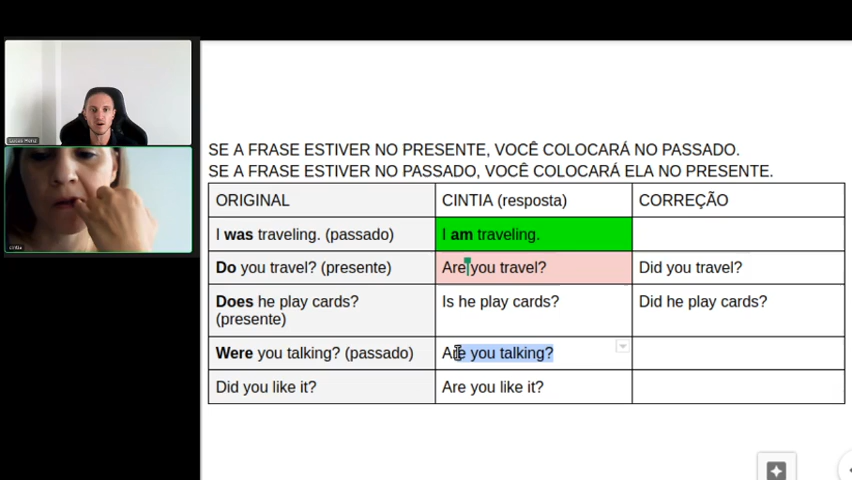 SE A FRASE ESTIVER NO PRESENTE, VOCÊ COLOCARÁ NO PASSADO.
SE A FRASE ESTIVER NO PASSADO, VOCÊ COLOCARÁ ELA NO PRESENTE.
ORIGINAL CINTIA (resposta) CORREÇÃO
I was traveling. (passado) I am traveling.
Do you travel? (presente) Are you travel? Did you travel?
Does he play cards? Is he play cards? Did he play cards?
(presente)
Were you talking? (passado) Are you talking?
Did you like it? Are you like it?